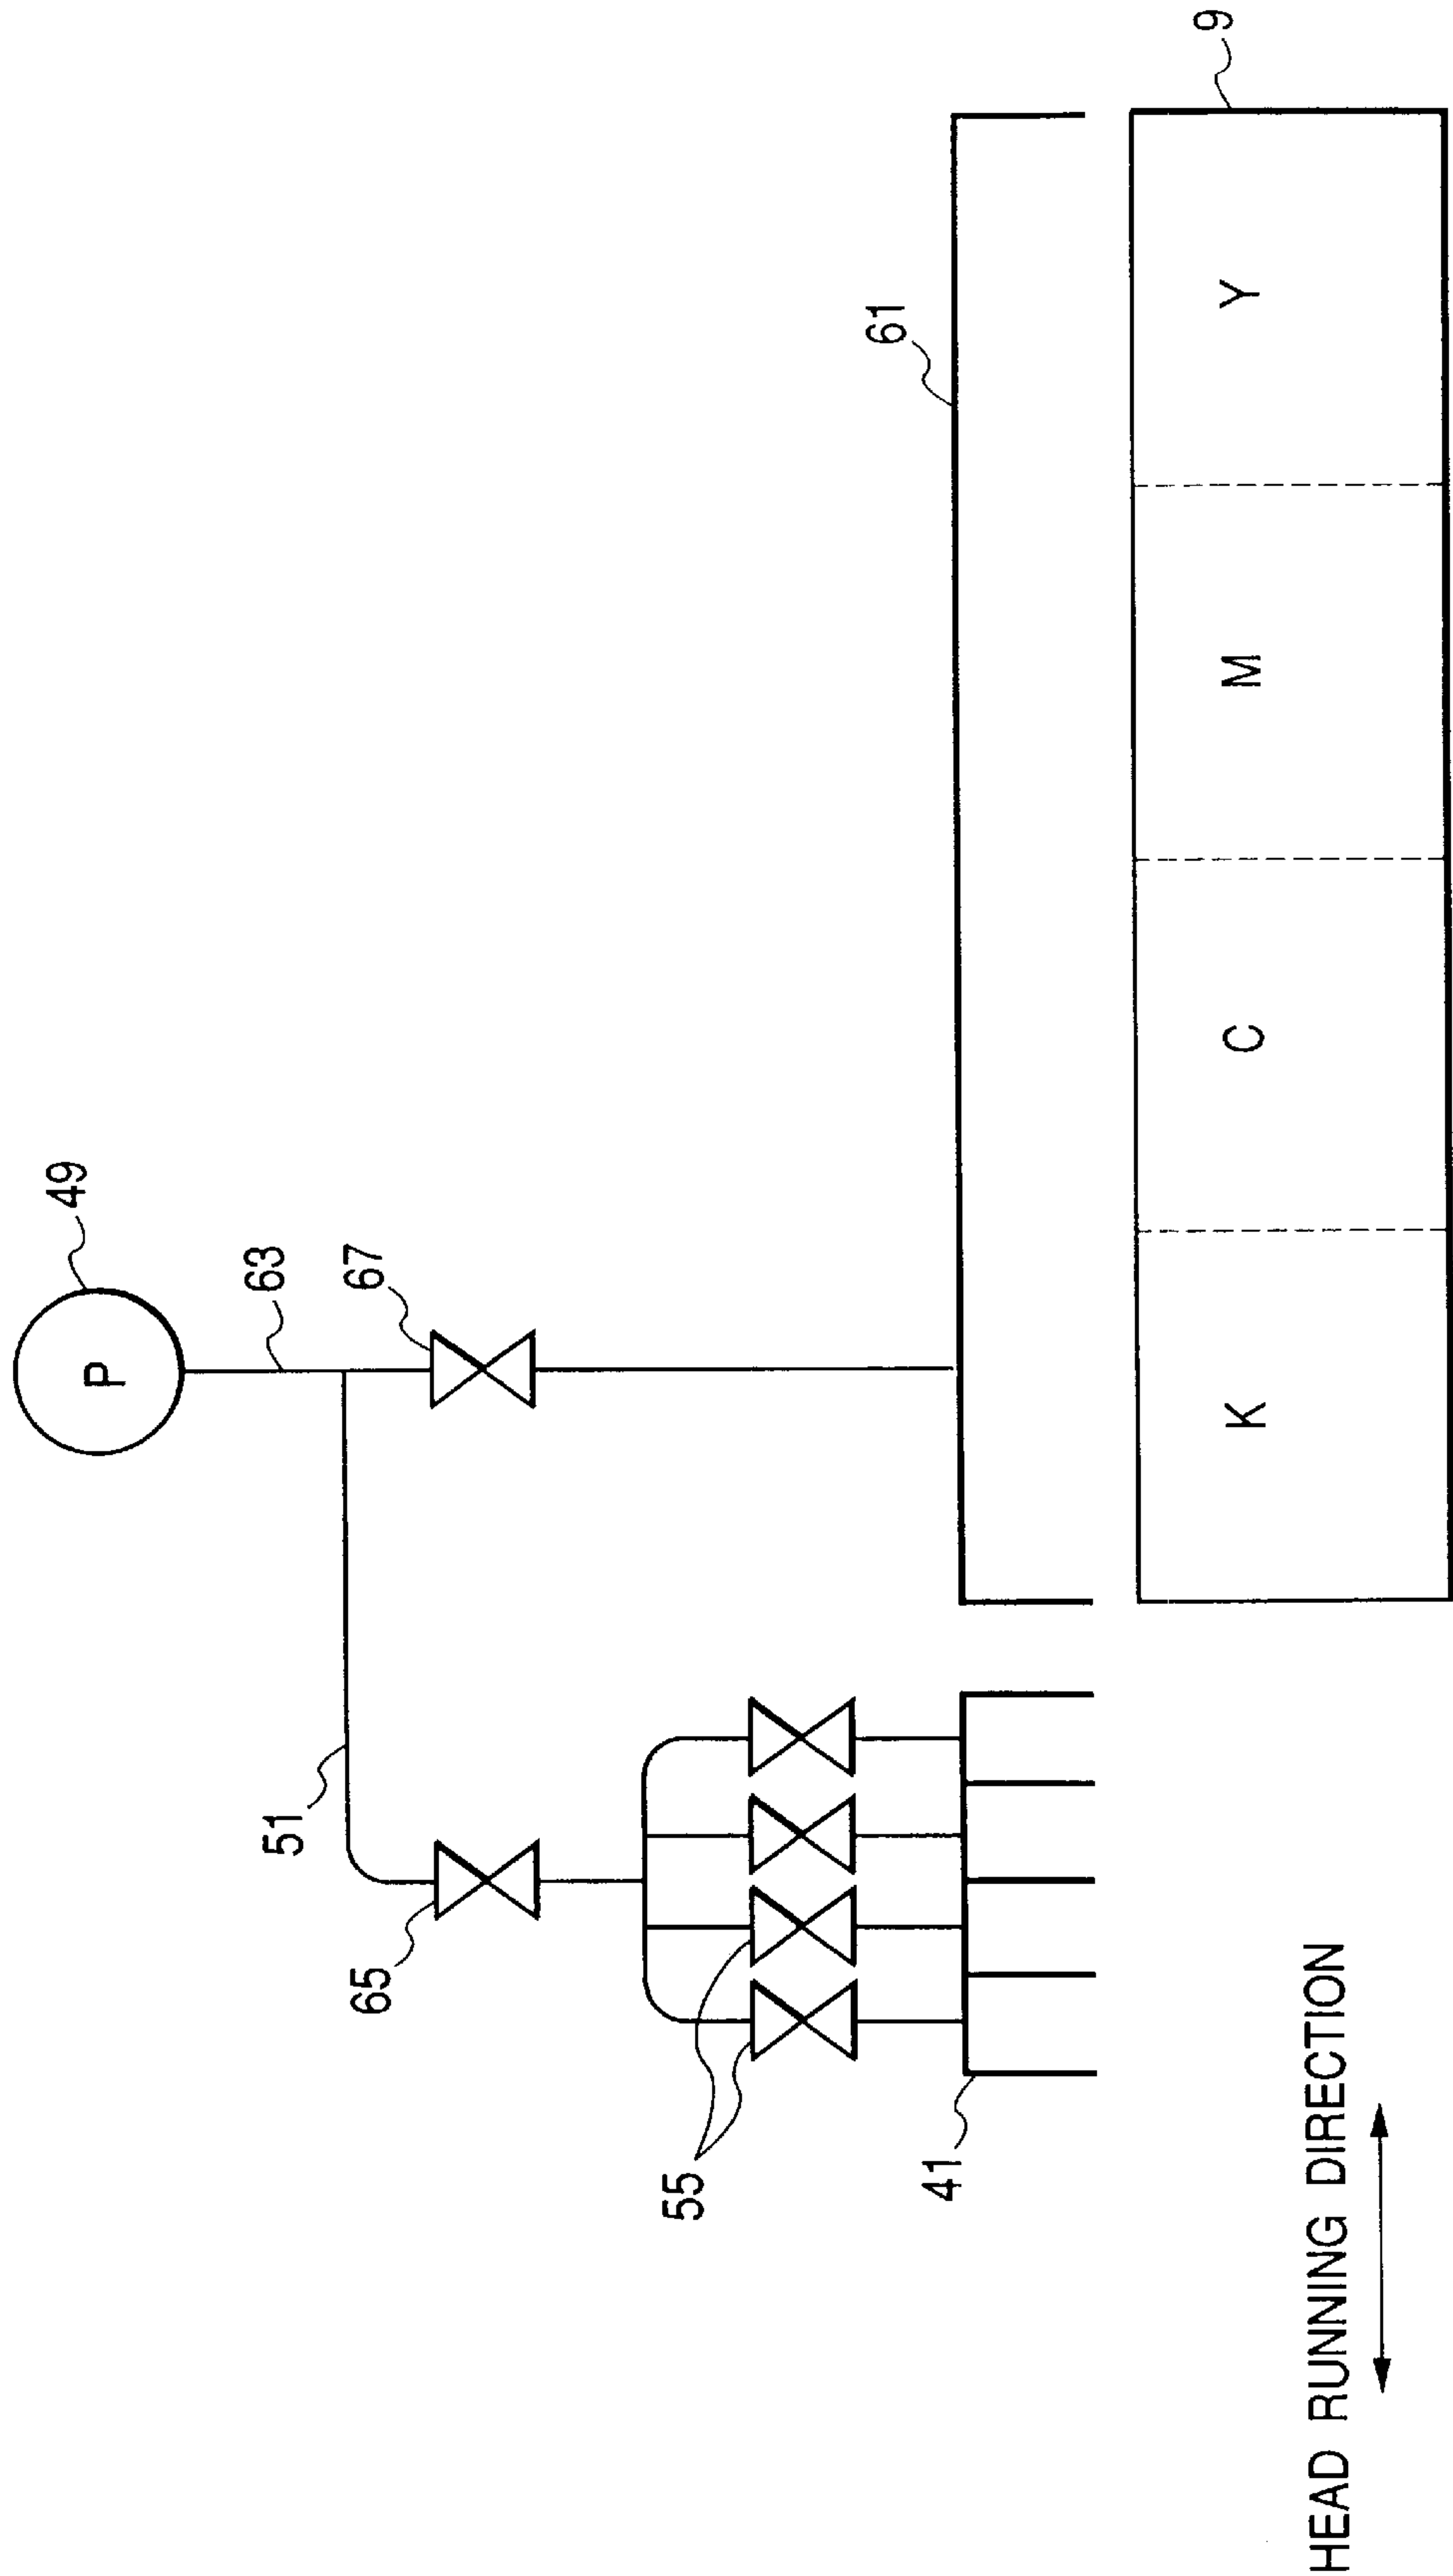 49
P
63
67
51
65
55
41
61
9
K
C
M
Y
HEAD RUNNING DIRECTION